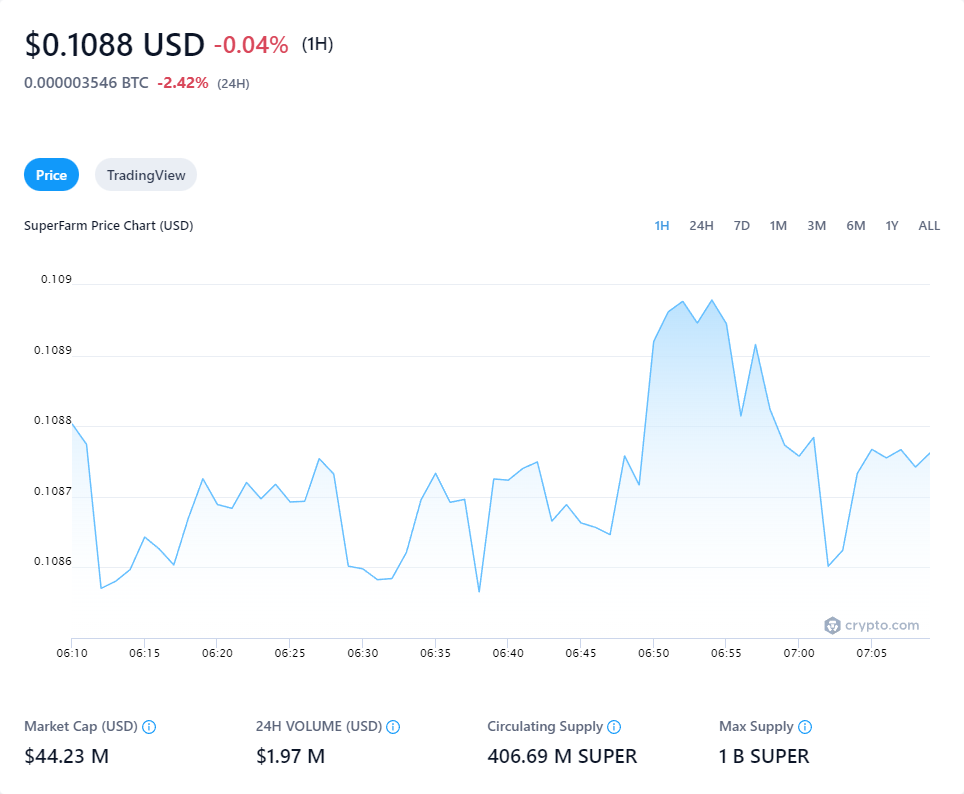 $0.1088 USD -0.04% (1H)
0.000003546 BTC -2.42% (24H)
Price TradingView
SuperFarm Price Chart (USD) 1H 24H 7D 1M 3M 6M 1Y ALL
0.109
0.1089
0.1088
0.1087
0.1086
crypto.com
06:10 06:15 06:20 06:25 06:30 06:35 06:40 06:45 06:50 06:55 07:00 07:05
Market Cap (USD) 24H VOLUME (USD) Circulating Supply Max Supply
$44.23 M $1.97 M 406.69 M SUPER 1 B SUPER